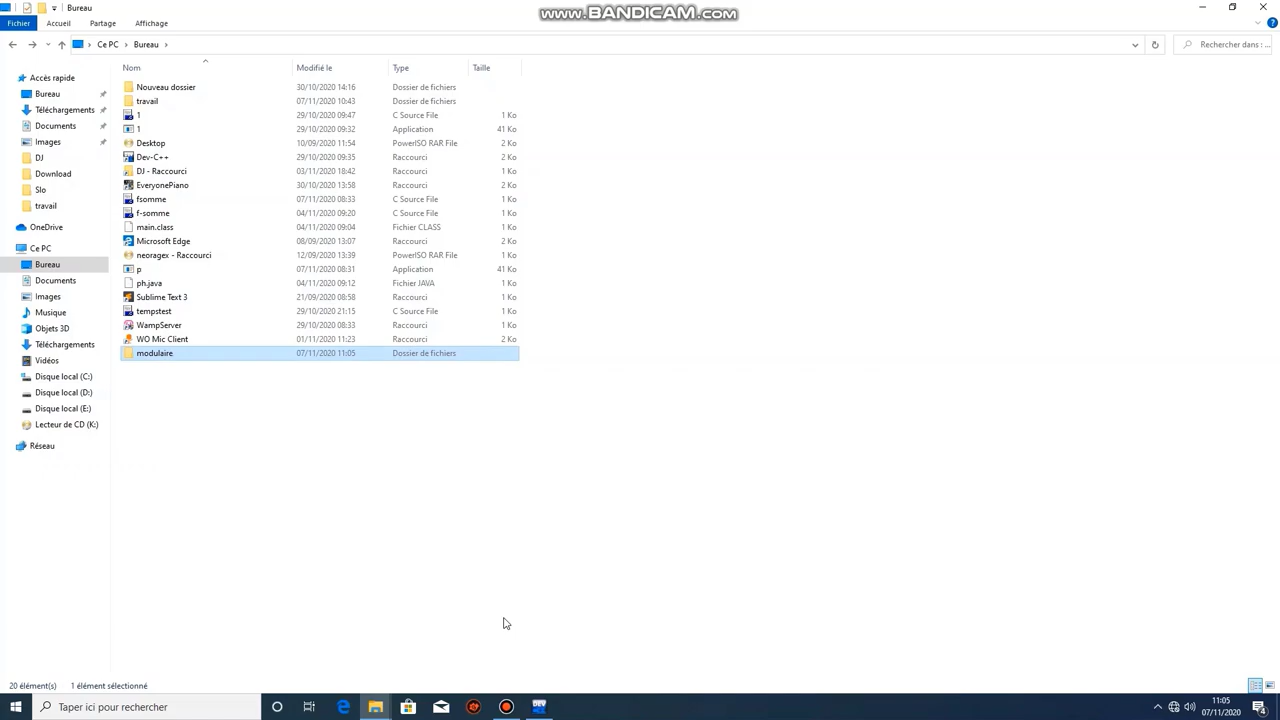 Bureau
www.BANDICAM.com
Fichier Accueil Partage Affichage
Ce PC Bureau
Rechercher dans : ...
Nom Modifié le Type Taille
Accès rapide
Bureau
Téléchargements
Documents
Images
DJ
Download
Slo
travail
OneDrive
Ce PC
Bureau
Documents
Images
Musique
Objets 3D
Téléchargements
Vidéos
Disque local (C:)
Disque local (D:)
Disque local (E:)
Lecteur de CD (K:)
Réseau
Nouveau dossier 30/10/2020 14:16 Dossier de fichiers
travail 07/11/2020 10:43 Dossier de fichiers
1 29/10/2020 09:47 C Source File 1 Ko
1 29/10/2020 09:32 Application 41 Ko
Desktop 10/09/2020 11:54 PowerISO RAR File 2 Ko
Dev-C++ 29/10/2020 09:35 Raccourci 2 Ko
DJ - Raccourci 03/11/2020 18:42 Raccourci 1 Ko
EveryonePiano 30/10/2020 13:58 Raccourci 1 Ko
fsomme 07/11/2020 08:33 C Source File 1 Ko
f-somme 04/11/2020 09:20 C Source File 1 Ko
main.class 04/11/2020 09:04 Fichier CLASS 1 Ko
Microsoft Edge 08/09/2020 13:07 Raccourci 2 Ko
neoragex - Raccourci 12/09/2020 13:39 PowerISO RAR File 1 Ko
p 07/11/2020 08:31 Application 41 Ko
ph.java 04/11/2020 09:12 Fichier JAVA 1 Ko
Sublime Text 3 21/09/2020 08:58 Raccourci 1 Ko
tempstest 29/10/2020 21:15 C Source File 1 Ko
WampServer 29/10/2020 08:33 Raccourci 1 Ko
WO Mic Client 01/11/2020 11:23 Raccourci 2 Ko
modulaire 07/11/2020 11:05 Dossier de fichiers
20 élément(s) 1 élément sélectionné
Taper ici pour rechercher
DEV
11:05
07/11/2020
4